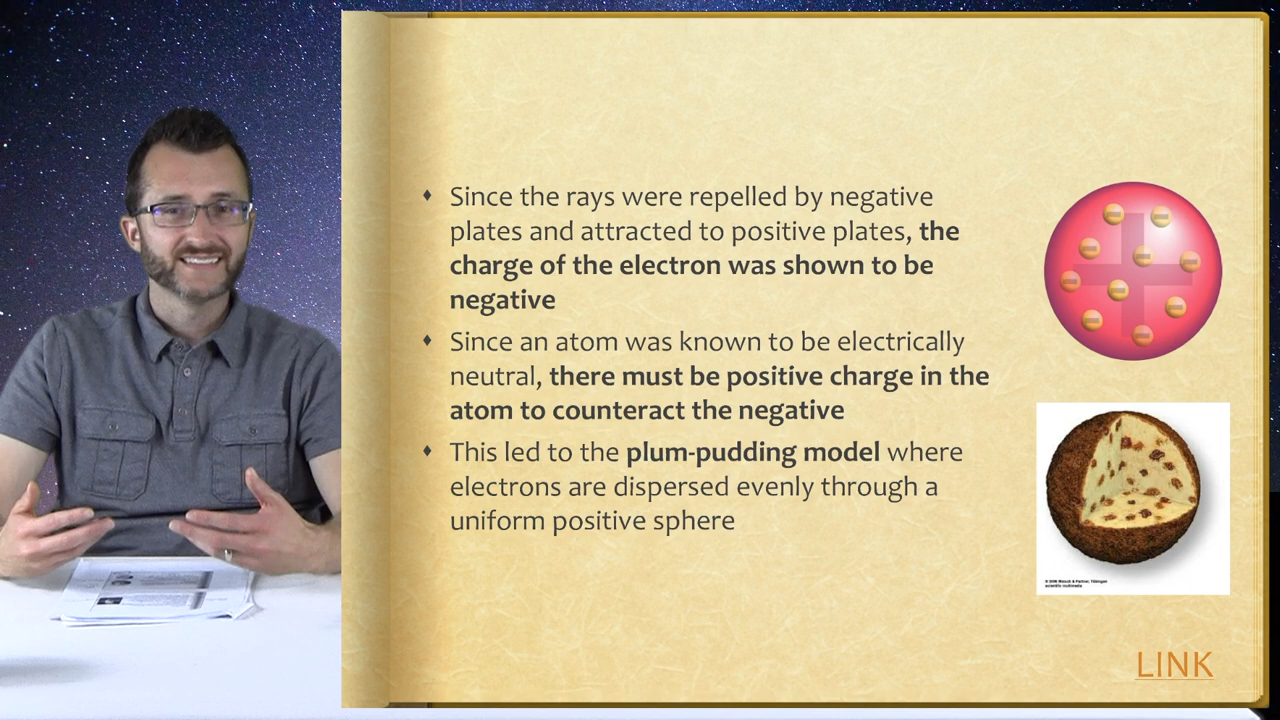 Since the rays were repelled by negative
plates and attracted to positive plates, the
charge of the electron was shown to be
negative
Since an atom was known to be electrically
neutral, there must be positive charge in the
atom to counteract the negative
This led to the plum-pudding model where
electrons are dispersed evenly through a
uniform positive sphere
scientific multimedia
LINK